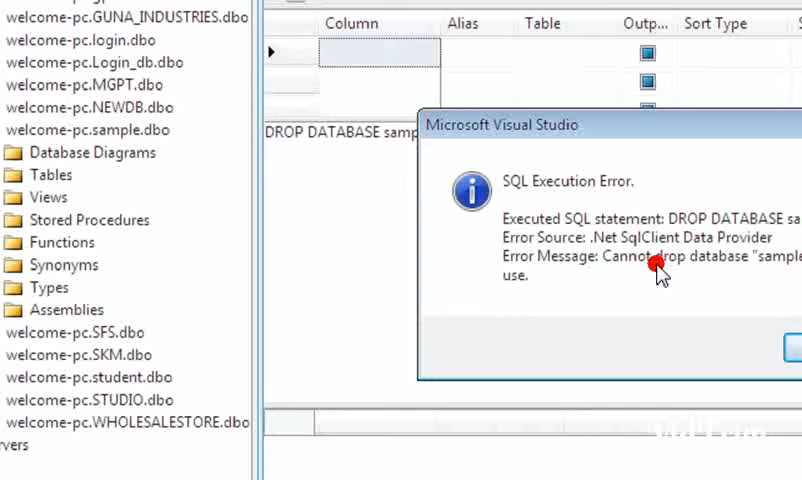 welcome-pc.GUNA_INDUSTRIES.dbo
welcome-pc.login.dbo
welcome-pc.Login_db.dbo
welcome-pc.MGPT.dbo
welcome-pc.NEWDB.dbo
welcome-pc.sample.dbo
Database Diagrams
Tables
Views
Stored Procedures
Functions
Synonyms
Types
Assemblies
welcome-pc.SFS.dbo
welcome-pc.SKM.dbo
welcome-pc.student.dbo
welcome-pc.STUDIO.dbo
welcome-pc.WHOLESALESTORE.dbo
rvers
Column Alias Table Outp... Sort Type
DROP DATABASE samp
Microsoft Visual Studio
SQL Execution Error.
Executed SQL statement: DROP DATABASE sa
Error Source: .Net SqlClient Data Provider
Error Message: Cannot drop database "sample
use.